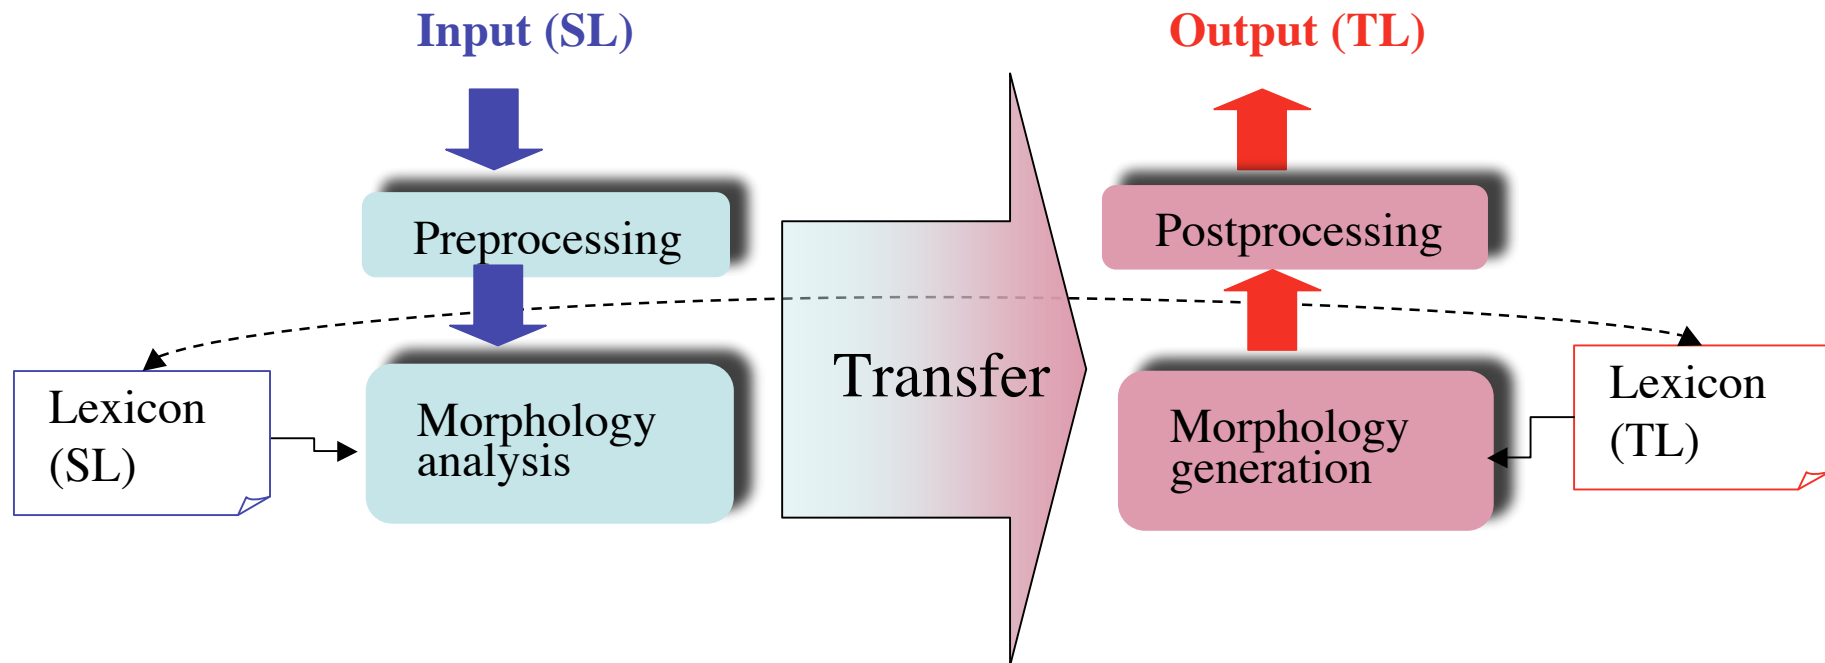 Input (SL)
Output (TL)
Preprocessing
Postprocessing
Transfer
Lexicon
(SL)
Morphology
analysis
Morphology
generation
Lexicon
(TL)